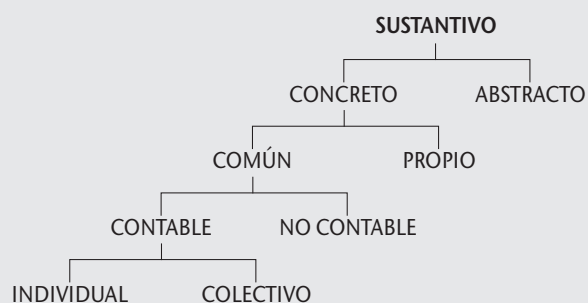 SUSTANTIVO
CONCRETO ABSTRACTO
COMÚN PROPIO
CONTABLE NO CONTABLE
INDIVIDUAL COLECTIVO